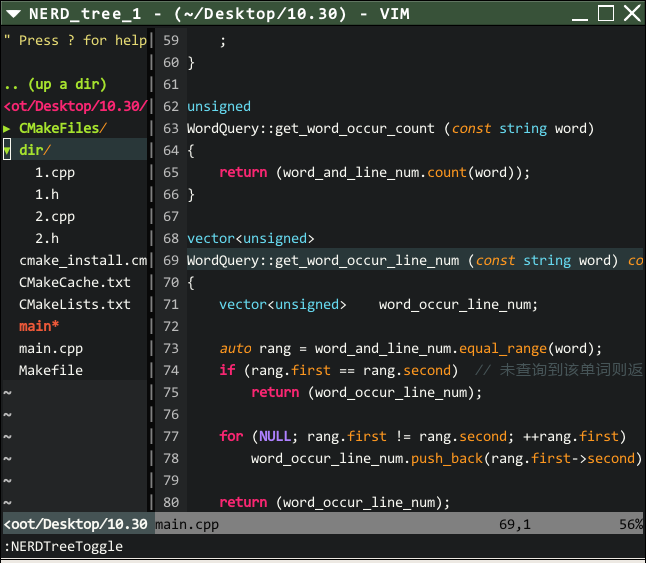 NERD_tree_1 - (~/Desktop/10.30) - VIM
" Press ? for help
.. (up a dir)
<ot/Desktop/10.30/
▸ CMakeFiles/
▾ dir/
1.cpp
1.h
2.cpp
2.h
cmake_install.cm
CMakeCache.txt
CMakeLists.txt
main*
main.cpp
Makefile
~
~
~
~
~
~
59 ;
60 }
61
62 unsigned
63 WordQuery::get_word_occur_count (const string word)
64 {
65 return (word_and_line_num.count(word));
66 }
67
68 vector<unsigned>
69 WordQuery::get_word_occur_line_num (const string word) co
70 {
71 vector<unsigned> word_occur_line_num;
72
73 auto rang = word_and_line_num.equal_range(word);
74 if (rang.first == rang.second) // 未查询到该单词则返
75 return (word_occur_line_num);
76
77 for (NULL; rang.first != rang.second; ++rang.first)
78 word_occur_line_num.push_back(rang.first->second)
79
80 return (word_occur_line_num);
<oot/Desktop/10.30 main.cpp 69,1 56%
:NERDTreeToggle